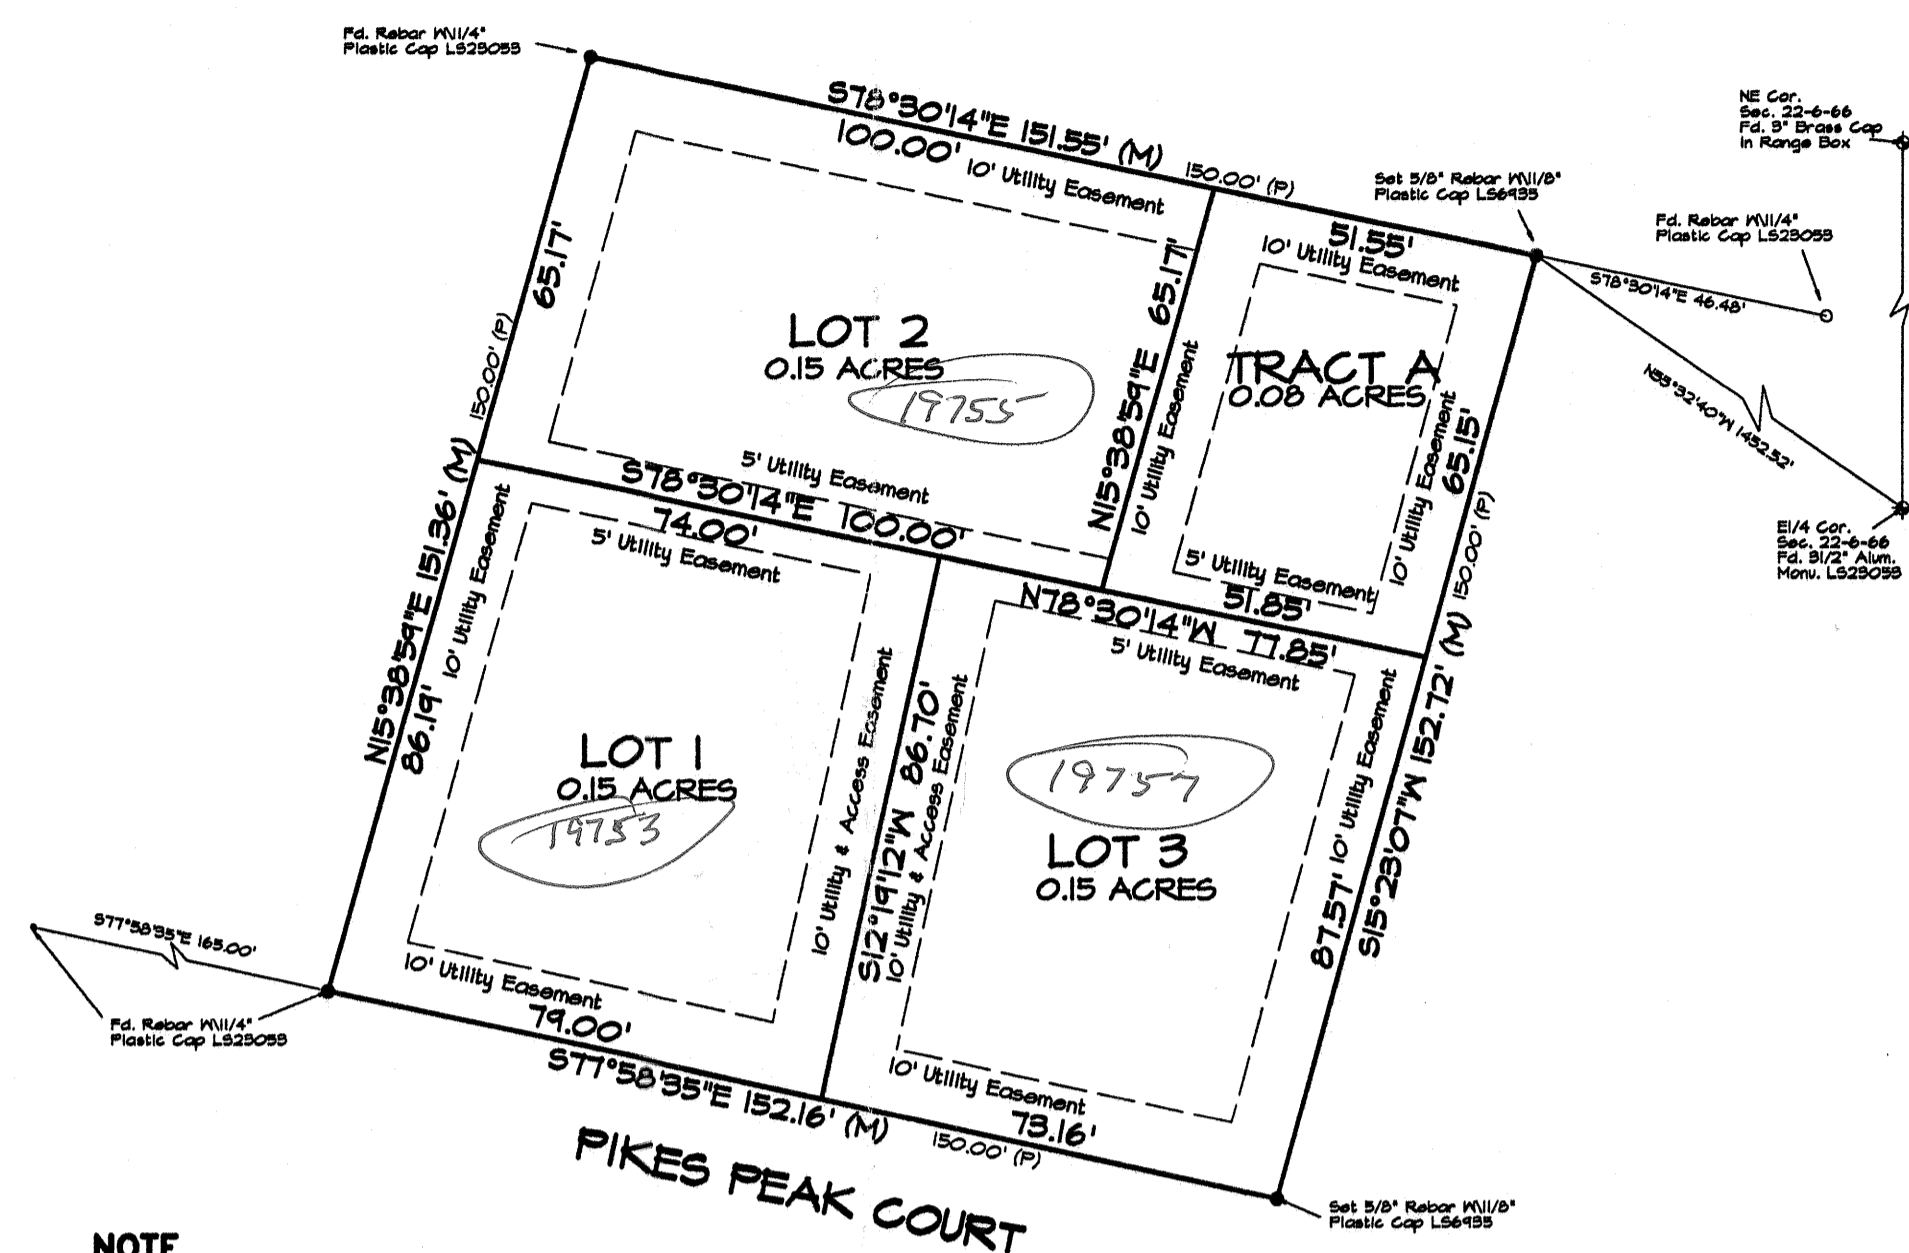 Fd. Rebar W\1 1/4"
Plastic Cap LS23053
S78°30'14"E 151.55' (M)
150.00' (P)
100.00'
10' Utility Easement
65.17'
LOT 2
0.15 ACRES
19755
5' Utility Easement
N15°38'59"E 65.17'
51.55'
10' Utility Easement
10' Utility Easement
TRACT A
0.08 ACRES
10' Utility Easement
65.15'
5' Utility Easement
51.85'
Set 5/8" Rebar W\1 1/8"
Plastic Cap LS6935
Fd. Rebar W\1 1/4"
Plastic Cap LS23053
S78°30'14"E 46.48'
N55°32'40"W 1452.52'
NE Cor.
Sec. 22-6-66
Fd. 3" Brass Cap
In Range Box
E1/4 Cor.
Sec. 22-6-66
Fd. 3 1/2" Alum.
Monu. LS23053
N15°38'59"E 151.36' (M)
150.00' (P)
86.19'
10' Utility Easement
S78°30'14"E 100.00'
74.00'
5' Utility Easement
LOT 1
0.15 ACRES
19753
10' Utility & Access Easement
10' Utility Easement
79.00'
S12°19'12"W 86.70'
10' Utility & Access Easement
N78°30'14"W 77.85'
5' Utility Easement
19757
LOT 3
0.15 ACRES
10' Utility Easement
87.57'
S15°23'07"W 152.72' (M)
150.00' (P)
10' Utility Easement
73.16'
S77°58'35"E 165.00'
Fd. Rebar W\1 1/4"
Plastic Cap LS23053
S77°58'35"E 152.16' (M)
150.00' (P)
Set 5/8" Rebar W\1 1/8"
Plastic Cap LS6935
PIKES PEAK COURT
NOTE